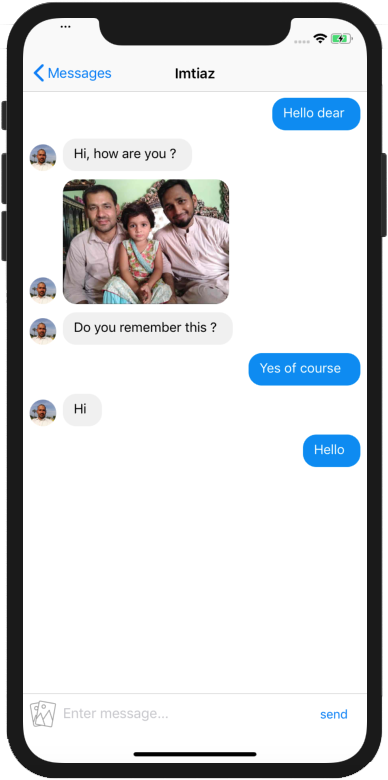 Messages
Imtiaz
Hello dear
Hi, how are you ?
Do you remember this ?
Yes of course
Hi
Hello
Enter message...
send